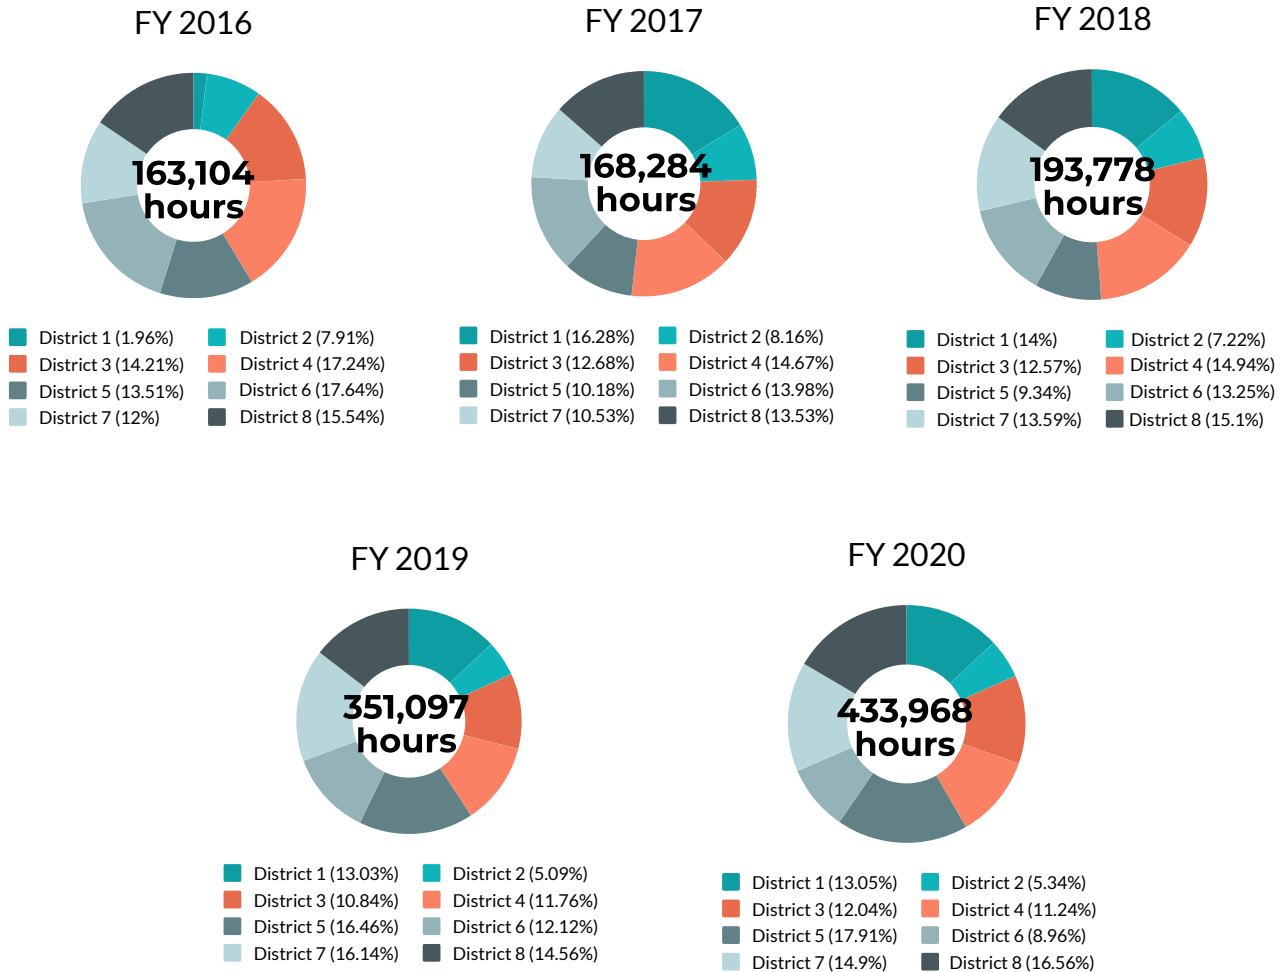 FY 2016
163,104
hours
District 1 (1.96%)
District 2 (7.91%)
District 3 (14.21%)
District 4 (17.24%)
District 5 (13.51%)
District 6 (17.64%)
District 7 (12%)
District 8 (15.54%)
FY 2017
168,284
hours
District 1 (16.28%)
District 2 (8.16%)
District 3 (12.68%)
District 4 (14.67%)
District 5 (10.18%)
District 6 (13.98%)
District 7 (10.53%)
District 8 (13.53%)
FY 2018
193,778
hours
District 1 (14%)
District 2 (7.22%)
District 3 (12.57%)
District 4 (14.94%)
District 5 (9.34%)
District 6 (13.25%)
District 7 (13.59%)
District 8 (15.1%)
FY 2019
351,097
hours
District 1 (13.03%)
District 2 (5.09%)
District 3 (10.84%)
District 4 (11.76%)
District 5 (16.46%)
District 6 (12.12%)
District 7 (16.14%)
District 8 (14.56%)
FY 2020
433,968
hours
District 1 (13.05%)
District 2 (5.34%)
District 3 (12.04%)
District 4 (11.24%)
District 5 (17.91%)
District 6 (8.96%)
District 7 (14.9%)
District 8 (16.56%)